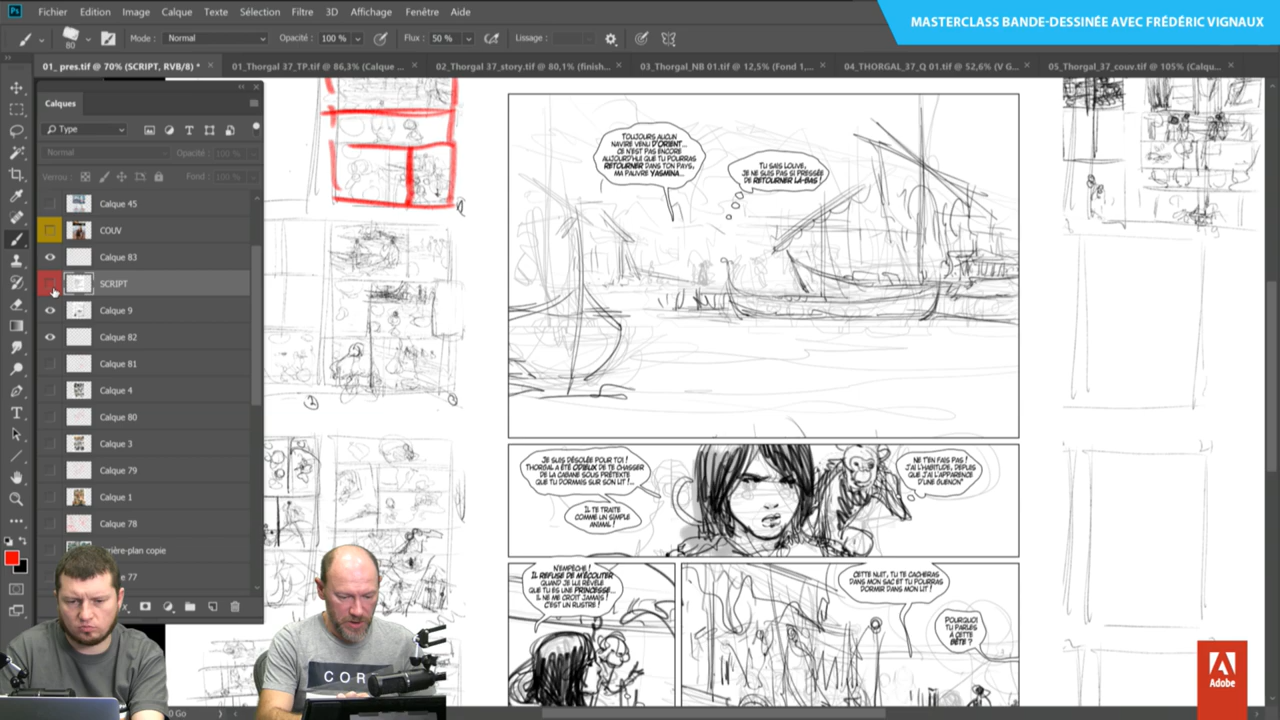 Fichier Edition Image Calque Texte Sélection Filtre 3D Affichage Fenêtre Aide
MASTERCLASS BANDE-DESSINÉE AVEC FRÉDÉRIC VIGNAUX
80 Mode : Normal Opacité : 100 % Flux : 50 % Lissage :
01_pres.tif @ 70% (SCRIPT, RVB/8) *
01_Thorgal 37_TP.tif @ 86,3% (Calque ...
02_Thorgal 37_story.tif @ 80,1% (finish...
03_Thorgal_NB 01.tif @ 12,5% (Fond 1,...
04_THORGAL_37_Q 01.tif @ 52,6% (V G...
05_Thorgal_37_couv.tif @ 105% (Calqu...
Calques
Type
Normal Opacité : 100 %
Verrou : Fond : 100 %
Calque 45
COUV
Calque 83
SCRIPT
Calque 9
Calque 82
Calque 81
Calque 4
Calque 80
Calque 3
Calque 79
Calque 1
Calque 78
rière-plan copie
77
TOUJOURS AUCUN
NAVIRE VENU D'ORIENT...
CE N'EST PAS ENCORE
AUJOURD'HUI QUE TU POURRAS
RETOURNER DANS TON PAYS,
MA PAUVRE YASMINA...
TU SAIS LOUVE,
JE NE SUIS PAS SI PRESSÉE
DE RETOURNER LÀ-BAS !
JE SUIS DÉSOLÉE POUR TOI !
THORGAL A ÉTÉ ODIEUX DE TE CHASSER
DE LA CABANE SOUS PRÉTEXTE
QUE TU DORMAIS SUR SON LIT !...
IL TE TRAITE
COMME UN SIMPLE
ANIMAL !
NE T'EN FAIS PAS !
J'AI L'HABITUDE, DEPUIS
QUE J'AI L'APPARENCE
D'UNE GUENON"
N'EMPÊCHE !
IL REFUSE DE M'ÉCOUTER
QUAND JE LUI RÉVÈLE
QUE TU ES UNE PRINCESSE...
IL NE ME CROIT JAMAIS !
C'EST UN RUSTRE !
CETTE NUIT, TU TE CACHERAS
DANS MON SAC ET TU POURRAS
DORMIR DANS MON LIT !
POURQUOI
TU PARLES
À CETTE
BÊTE ?
COR
Adobe